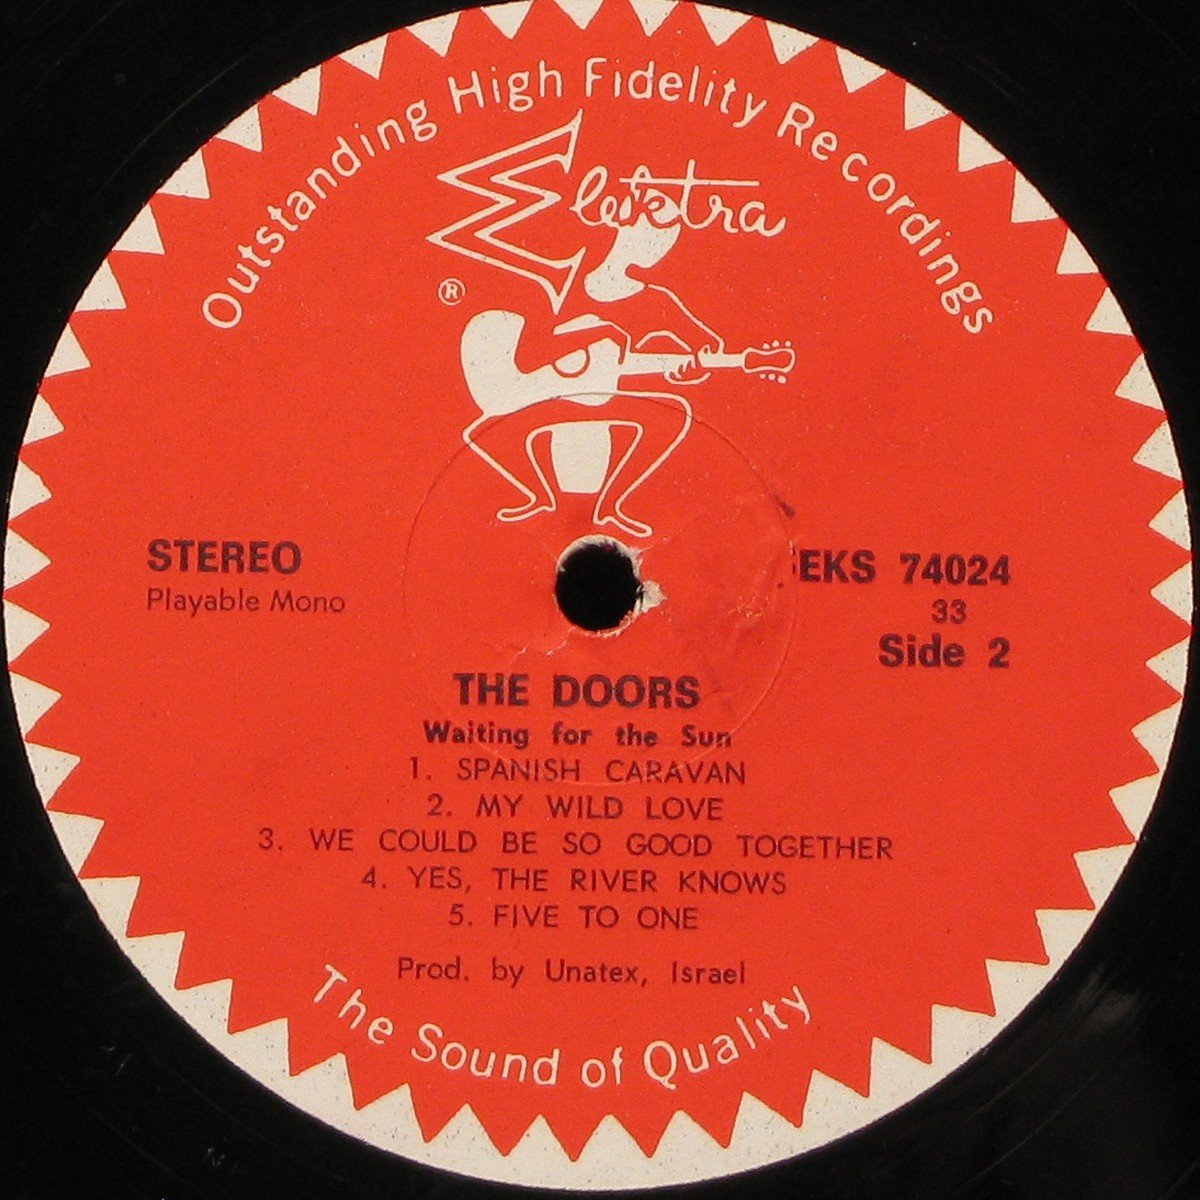 Outstanding High Fidelity Recordings
Elektra
®
STEREO
Playable Mono
EKS 74024
33
Side 2
THE DOORS
Waiting for the Sun
1. SPANISH CARAVAN
2. MY WILD LOVE
3. WE COULD BE SO GOOD TOGETHER
4. YES, THE RIVER KNOWS
5. FIVE TO ONE
Prod. by Unatex, Israel
The Sound of Quality